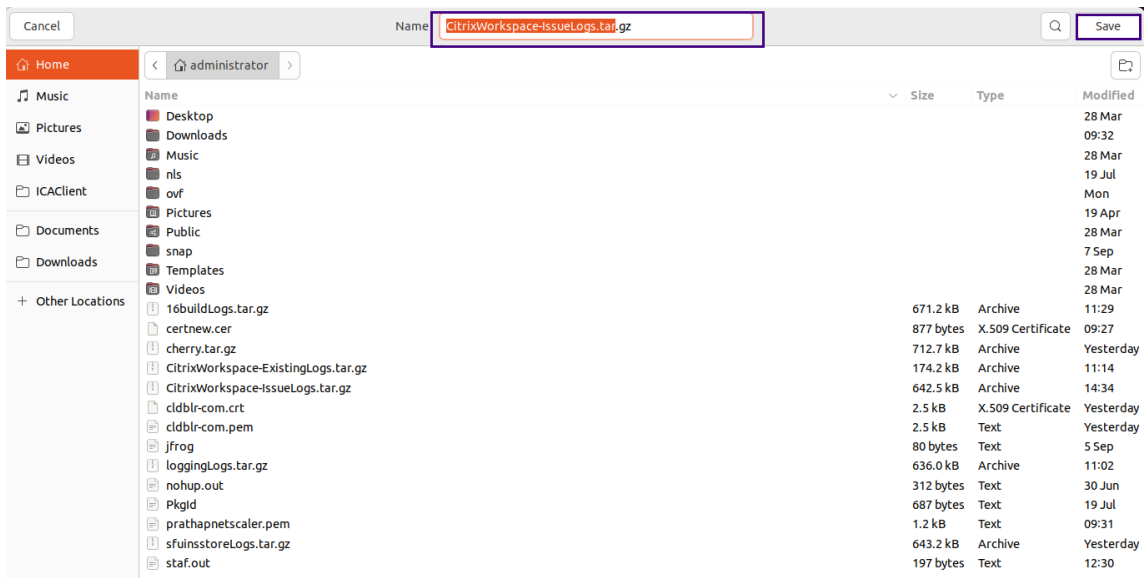 Cancel Name CitrixWorkspace-IssueLogs.tar.gz Save
Home administrator
Music Name Size Type Modified
Desktop 28 Mar
Pictures Downloads 09:32
Videos Music 28 Mar
nls 19 Jul
ICAClient ovf Mon
Pictures 19 Apr
Documents Public 28 Mar
snap 7 Sep
Downloads Templates 28 Mar
Videos 28 Mar
+ Other Locations 16buildLogs.tar.gz 671.2 kB Archive 11:29
certnew.cer 877 bytes X.509 Certificate 09:27
cherry.tar.gz 712.7 kB Archive Yesterday
CitrixWorkspace-ExistingLogs.tar.gz 174.2 kB Archive 11:14
CitrixWorkspace-IssueLogs.tar.gz 642.5 kB Archive 14:34
cldblr-com.crt 2.5 kB X.509 Certificate Yesterday
cldblr-com.pem 2.5 kB Text Yesterday
jfrog 80 bytes Text 5 Sep
loggingLogs.tar.gz 636.0 kB Archive 11:02
nohup.out 312 bytes Text 30 Jun
PkgId 687 bytes Text 19 Jul
prathapnetscaler.pem 1.2 kB Text 09:31
sfuinsstoreLogs.tar.gz 643.2 kB Archive Yesterday
staf.out 197 bytes Text 12:30